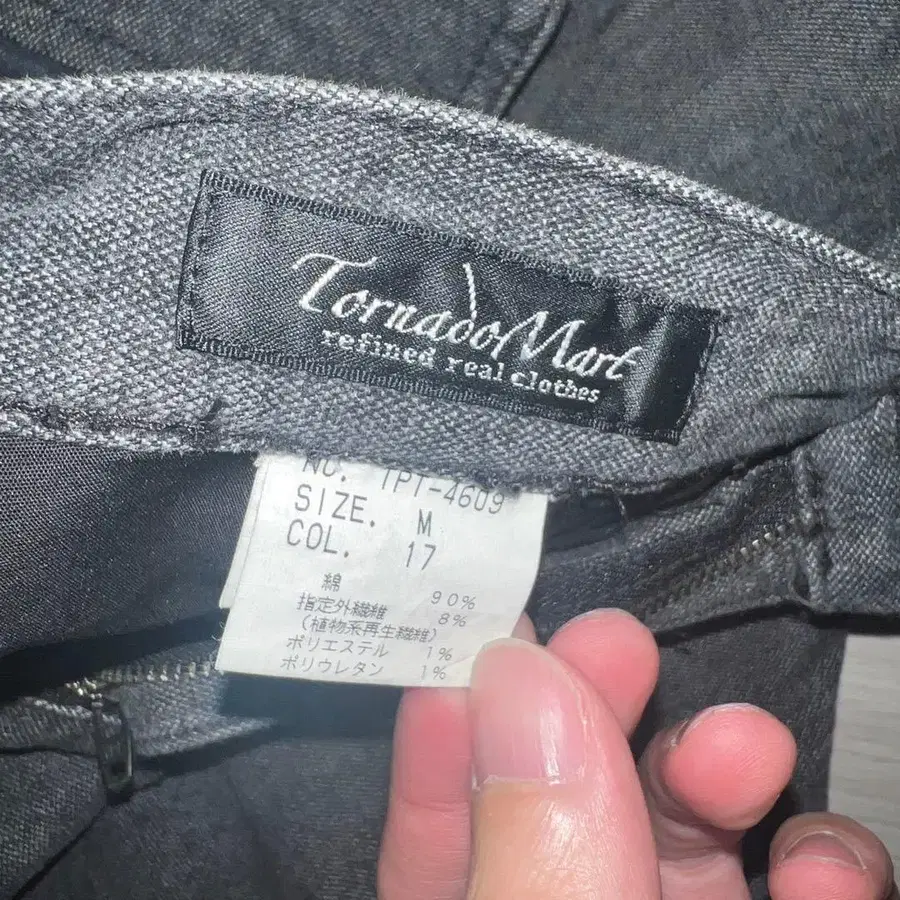 Tornado Mart
refined real clothes
NO. TPT-4609
SIZE. M
COL. 17
綿 90%
指定外繊維 8%
(植物系再生繊維)
ポリエステル 1%
ポリウレタン 1%